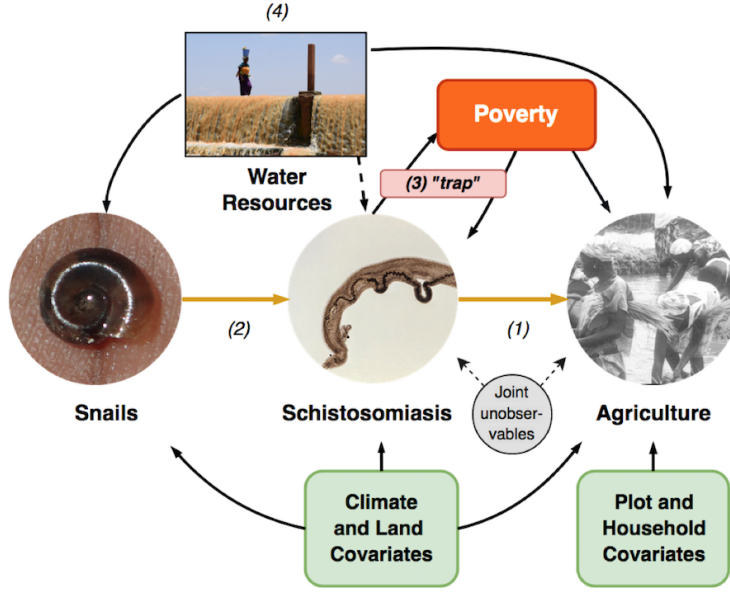 (4)
Poverty
(3) "trap"
Water
Resources
(2)
(1)
Snails
Schistosomiasis
Joint
unobser-
vables
Agriculture
Climate
and Land
Covariates
Plot and
Household
Covariates